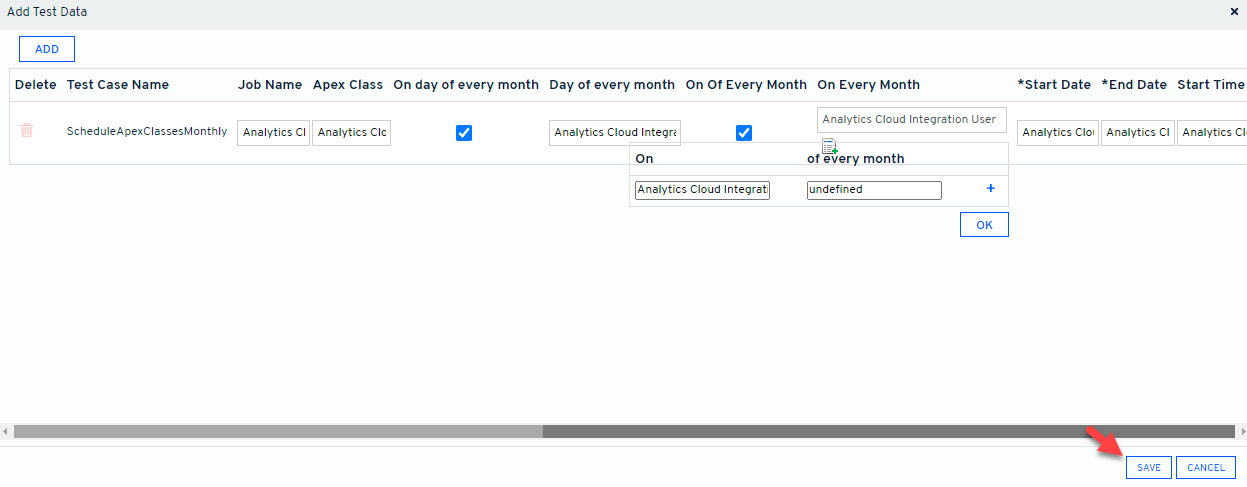 Add Test Data
ADD
Delete Test Case Name Job Name Apex Class On day of every month Day of every month On Of Every Month On Every Month *Start Date *End Date Start Time
ScheduleApexClassesMonthly Analytics Cl Analytics Clo Analytics Cloud Integra Analytics Cloud Integration User Analytics Clou Analytics Cl Analytics Cl
On of every month
Analytics Cloud Integrati undefined +
OK
SAVE CANCEL